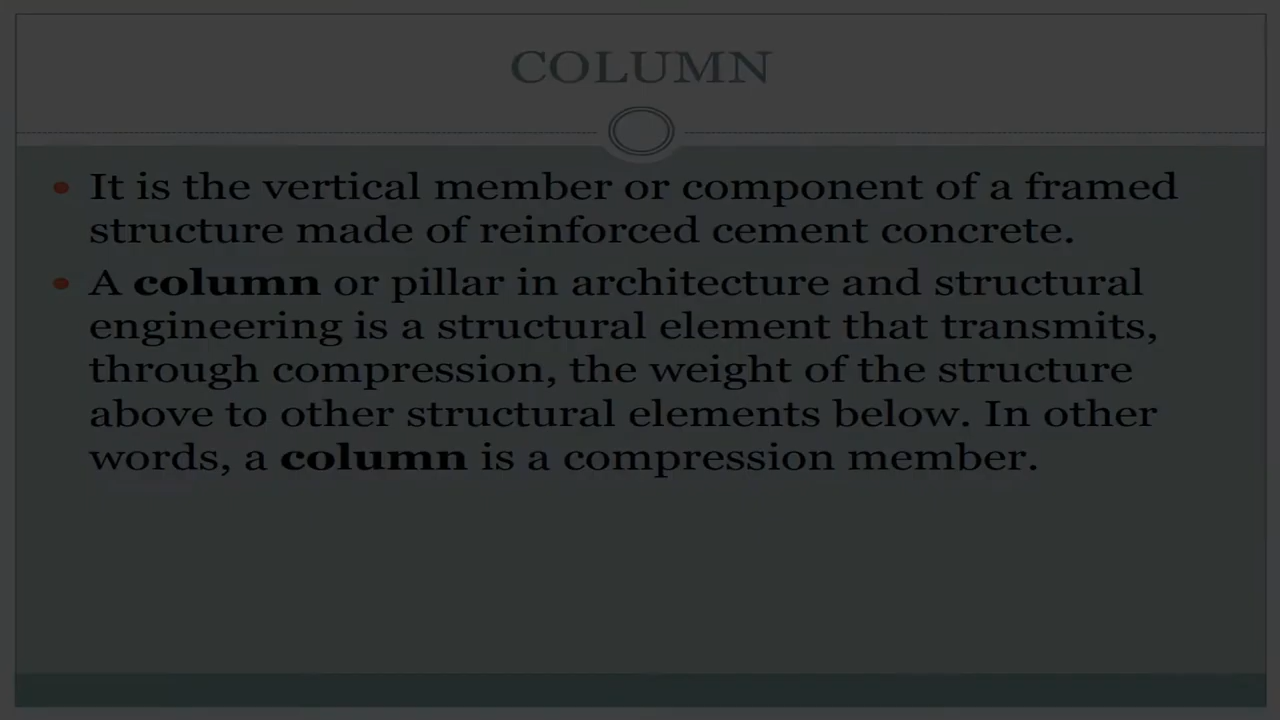 COLUMN
• It is the vertical member or component of a framed
structure made of reinforced cement concrete.
• A column or pillar in architecture and structural
engineering is a structural element that transmits,
through compression, the weight of the structure
above to other structural elements below. In other
words, a column is a compression member.